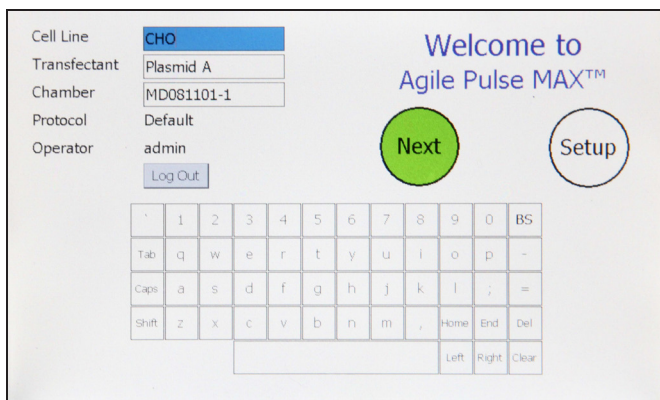 Cell Line CHO
Transfectant Plasmid A
Chamber MD081101-1
Protocol Default
Operator admin
Log Out
Welcome to
Agile Pulse MAX™
Next
Setup
` 1 2 3 4 5 6 7 8 9 0 BS
Tab q w e r t y u i o p -
Caps a s d f g h j k l ; =
Shift z x c v b n m , Home End Del
Left Right Clear